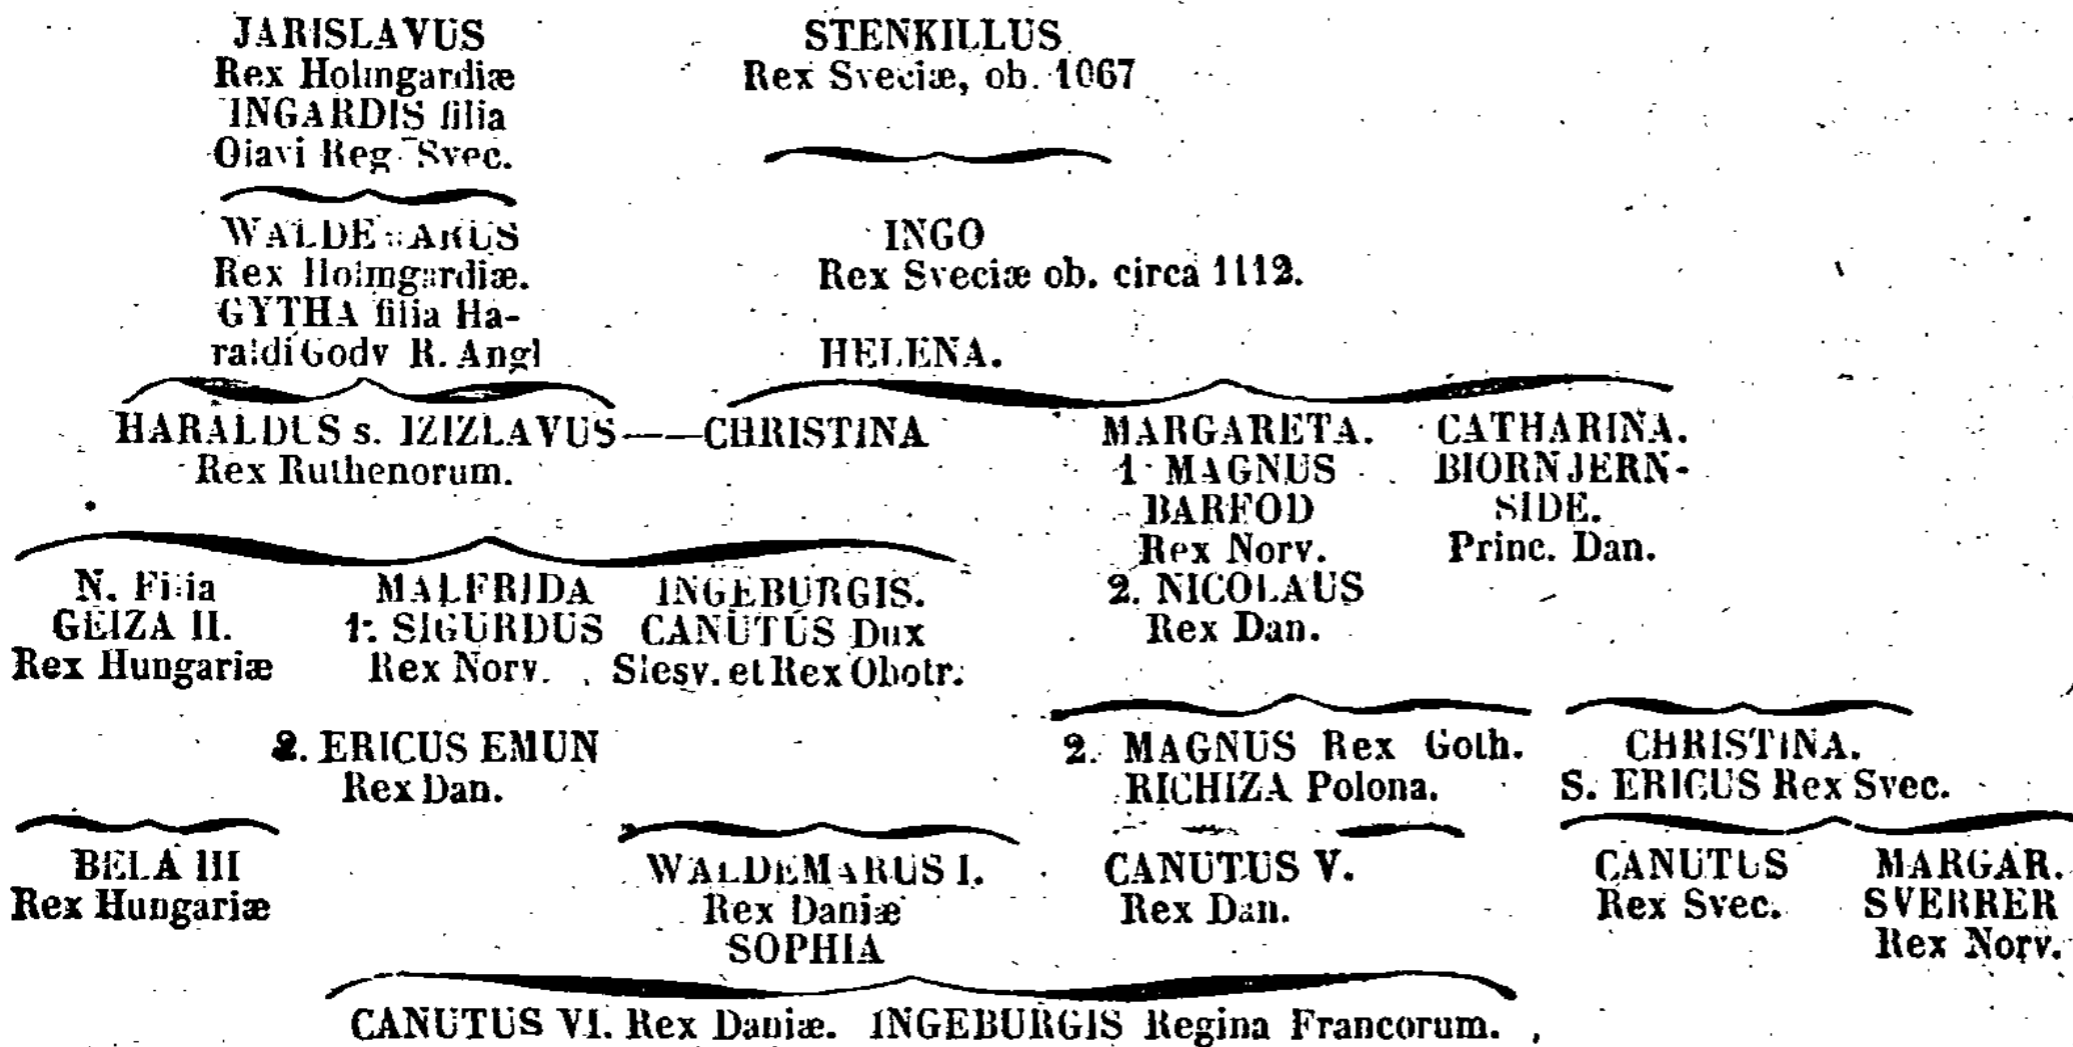 JARISLAVUS
Rex Holmgardiæ
INGARDIS filia
Olavi Reg. Svec.
STENKILLUS
Rex Sveciæ, ob. 1067
WALDEMARUS
Rex Holmgardiæ.
GYTHA filia Ha-
raldi Godv R. Angl
INGO
Rex Sveciæ ob. circa 1112.
HELENA.
HARALDUS s. IZIZLAVUS——CHRISTINA
Rex Ruthenorum.
MARGARETA.
1. MAGNUS
BARFOD
Rex Norv.
2. NICOLAUS
Rex Dan.
CATHARINA.
BIORN JERN-
SIDE.
Princ. Dan.
N. Filia
GEIZA II.
Rex Hungariæ
MALFRIDA
1. SIGURDUS
Rex Norv.
2. ERICUS EMUN
Rex Dan.
INGEBURGIS.
CANUTUS Dux
Slesv. et Rex Obotr.
2. MAGNUS Rex Goth.
RICHIZA Polona.
CHRISTINA.
S. ERICUS Rex Svec.
BELA III
Rex Hungariæ
WALDEMARUS I.
Rex Daniæ
SOPHIA
CANUTUS V.
Rex Dan.
CANUTUS
Rex Svec.
MARGAR.
SVERRER
Rex Norv.
CANUTUS VI. Rex Daniæ. INGEBURGIS Regina Francorum.